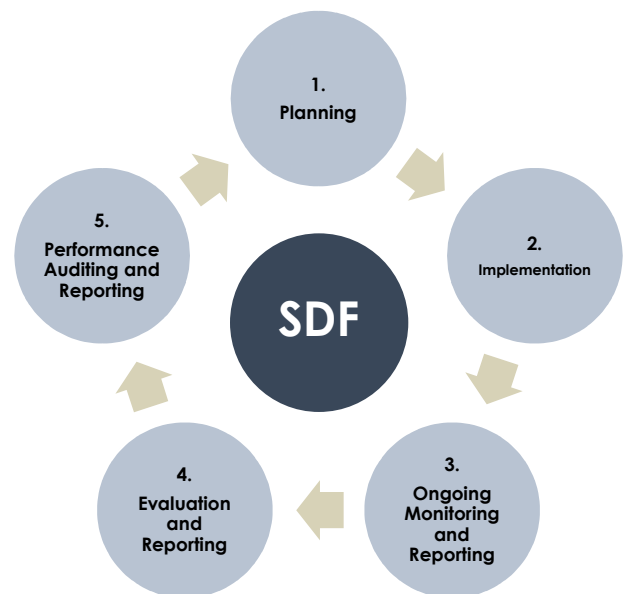 1.
Planning
2.
Implementation
3.
Ongoing
Monitoring
and
Reporting
4.
Evaluation
and
Reporting
5.
Performance
Auditing and
Reporting
SDF